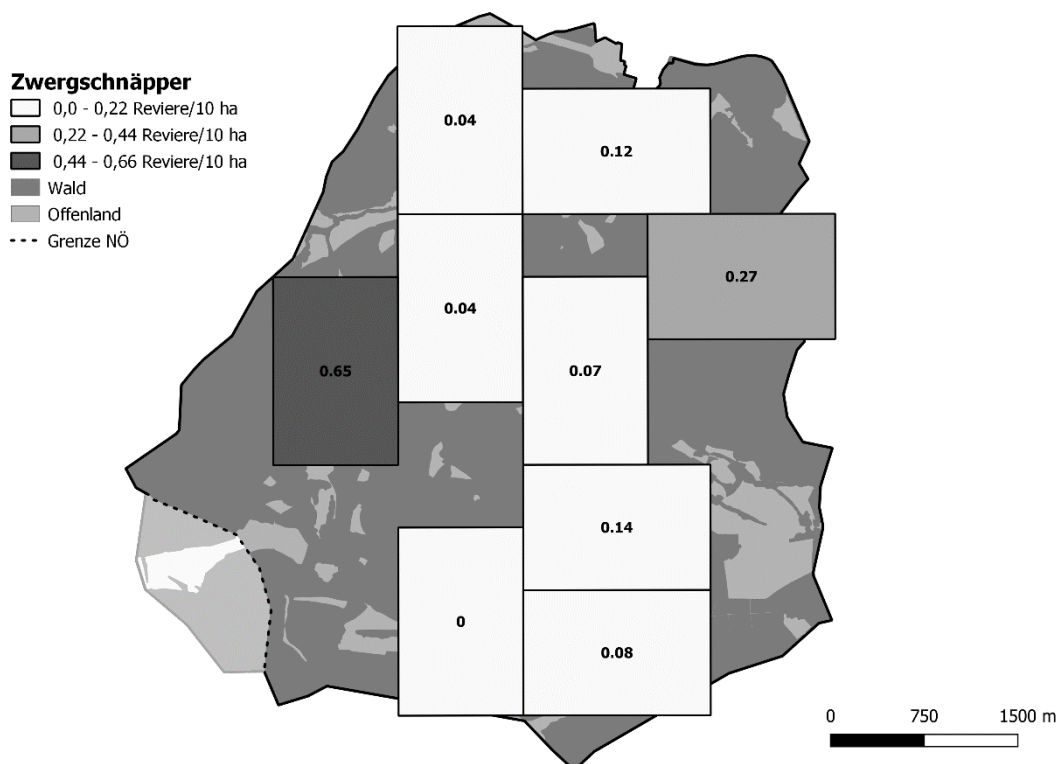 Zwergschnäpper
0,0 - 0,22 Reviere/10 ha
0,22 - 0,44 Reviere/10 ha
0,44 - 0,66 Reviere/10 ha
Wald
Offenland
Grenze NÖ
0.04
0.12
0.04
0.27
0.65
0.07
0.14
0
0.08
0 750 1500 m